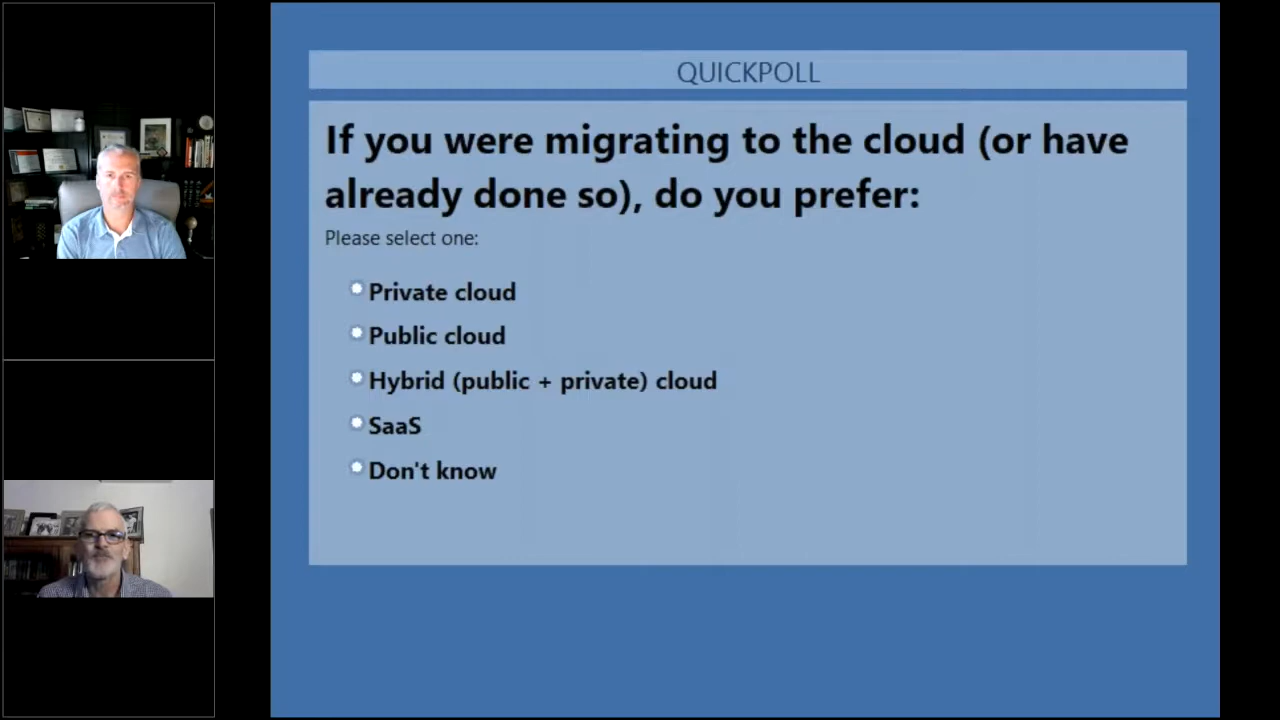 QUICKPOLL
If you were migrating to the cloud (or have
already done so), do you prefer:
Please select one:
Private cloud
Public cloud
Hybrid (public + private) cloud
SaaS
Don't know